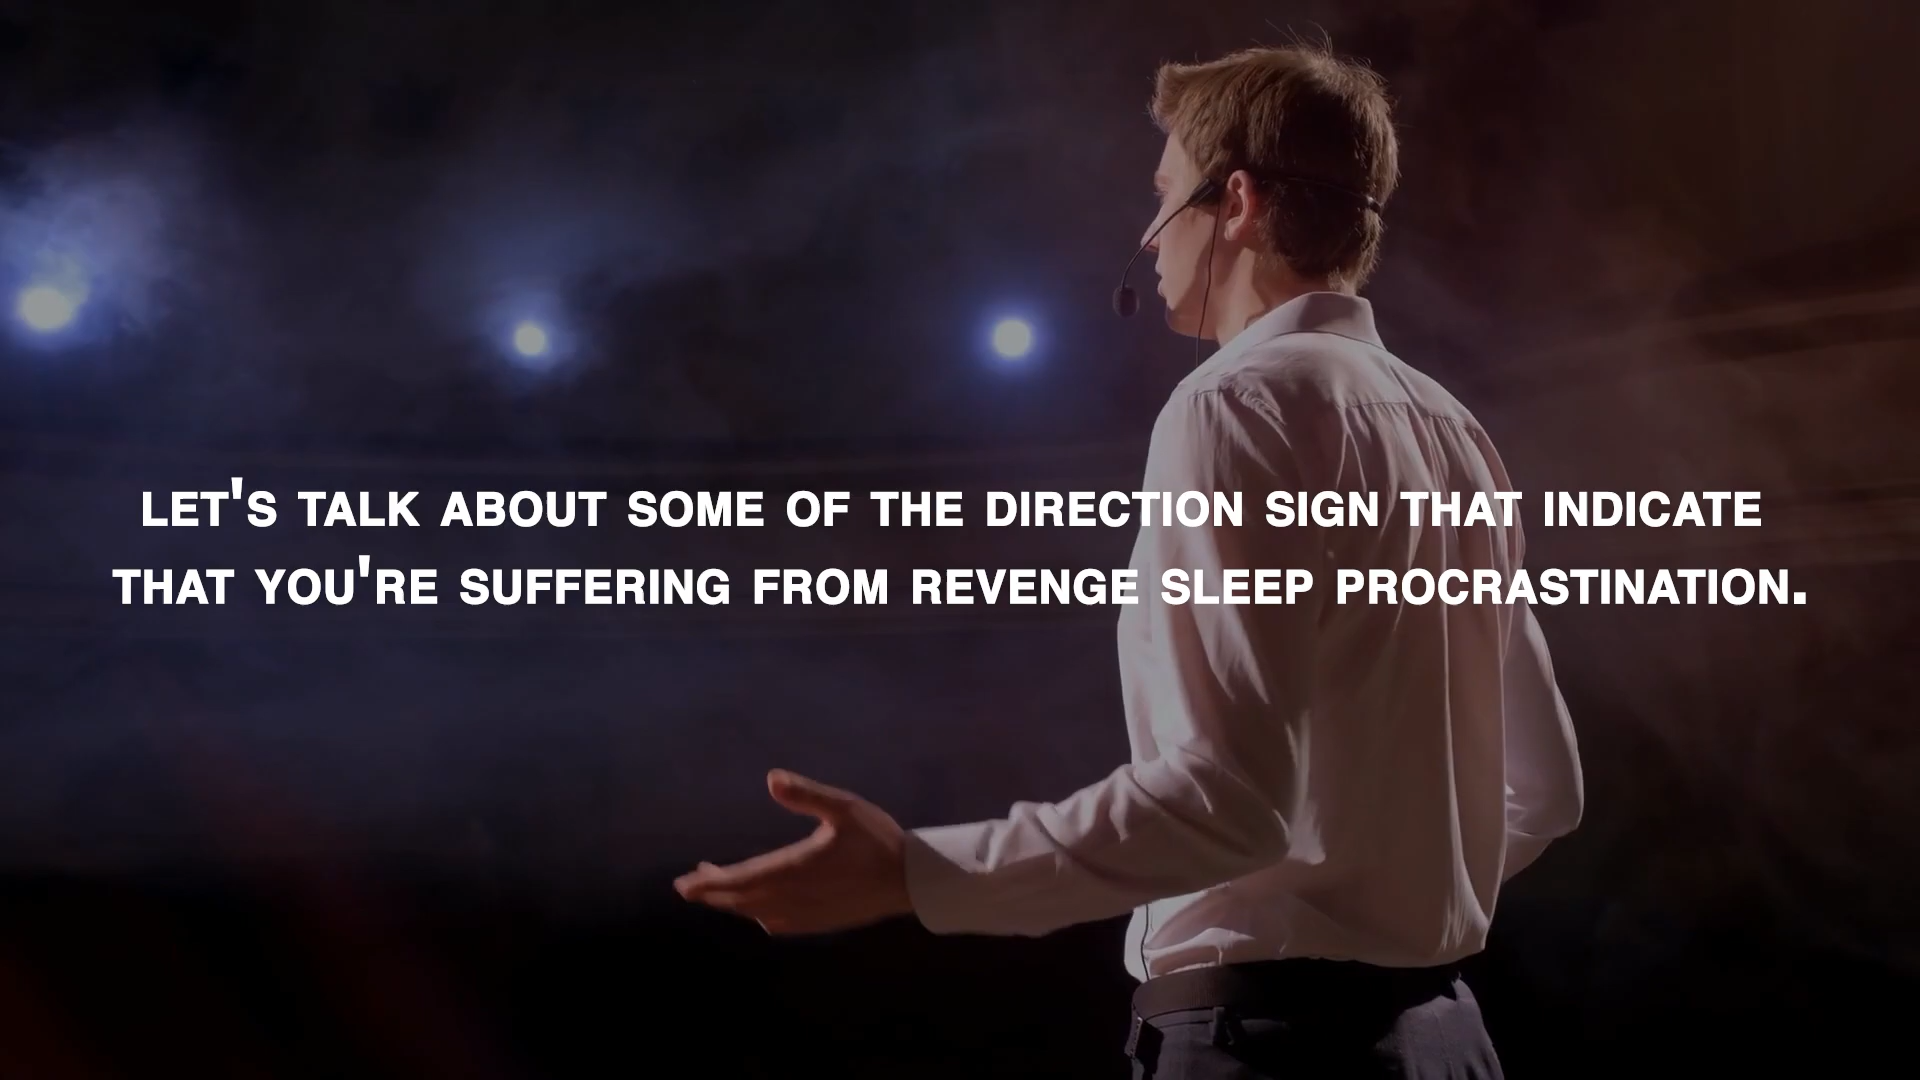 LET'S TALK ABOUT SOME OF THE DIRECTION SIGN THAT INDICATE
THAT YOU'RE SUFFERING FROM REVENGE SLEEP PROCRASTINATION.